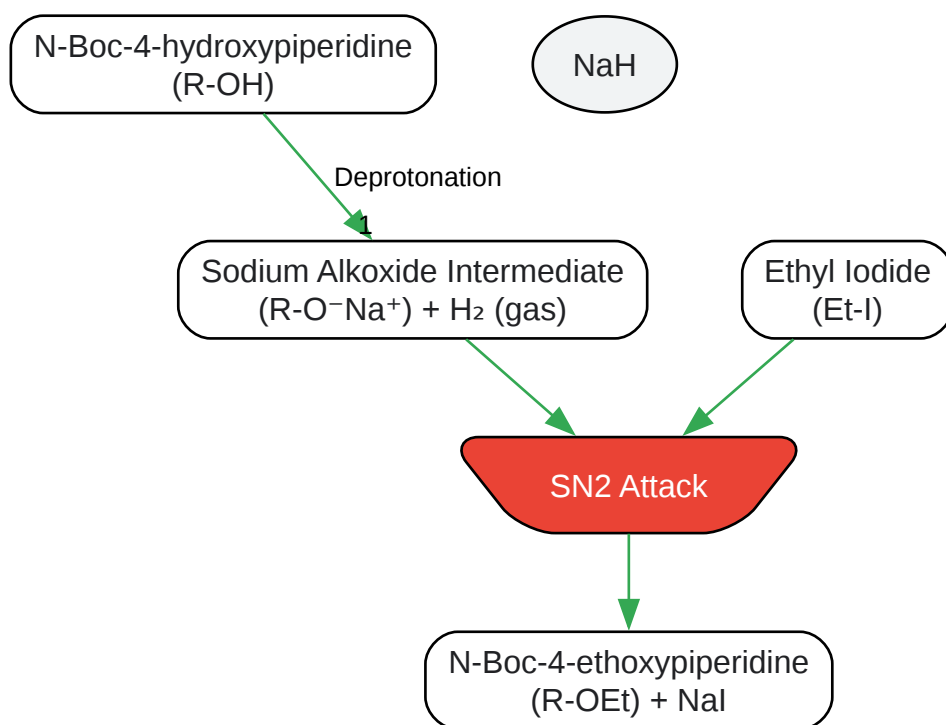 N-Boc-4-hydroxypiperidine
(R-OH)
NaH
Deprotonation
1
Sodium Alkoxide Intermediate
(R-O⁻Na⁺) + H₂ (gas)
Ethyl Iodide
(Et-I)
SN2 Attack
N-Boc-4-ethoxypiperidine
(R-OEt) + NaI